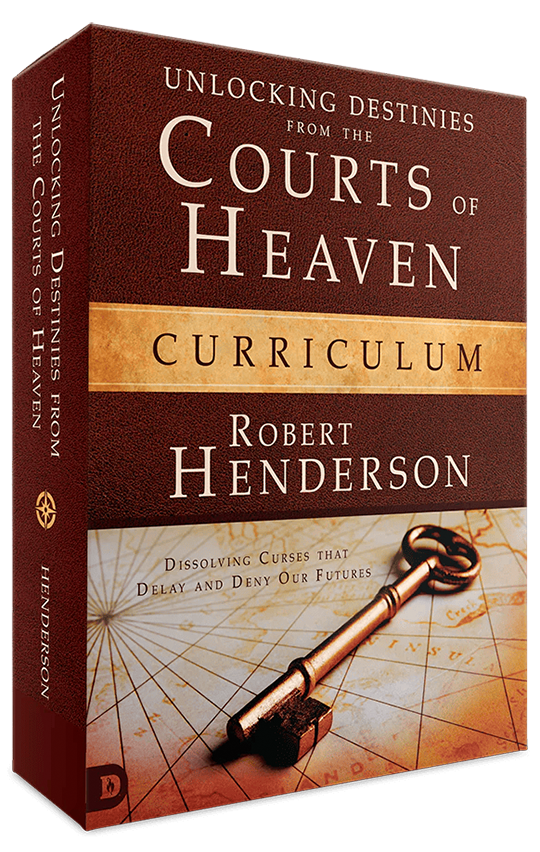 UNLOCKING DESTINIES
FROM THE
COURTS OF
HEAVEN
CURRICULUM
ROBERT
HENDERSON
DISSOLVING CURSES THAT
DELAY AND DENY OUR FUTURES
PENINSUL
D
UNLOCKING DESTINIES FROM
THE COURTS OF HEAVEN
HENDERSON